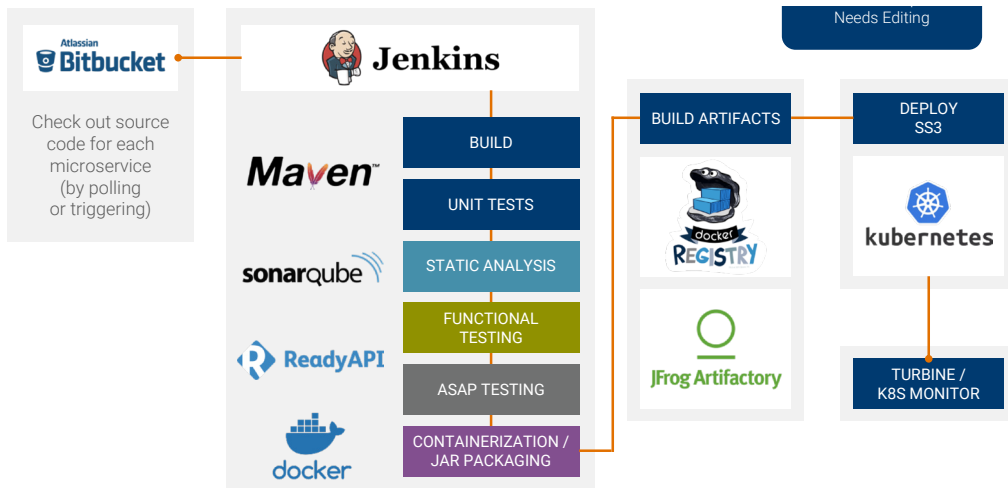 Atlassian
Bitbucket
Check out source
code for each
microservice
(by polling
or triggering)
Jenkins
Maven™
BUILD
UNIT TESTS
sonarqube
STATIC ANALYSIS
FUNCTIONAL
TESTING
ReadyAPI
ASAP TESTING
docker
CONTAINERIZATION /
JAR PACKAGING
BUILD ARTIFACTS
docker
REGISTRY
JFrog Artifactory
Needs Editing
DEPLOY
SS3
kubernetes
TURBINE /
K8S MONITOR